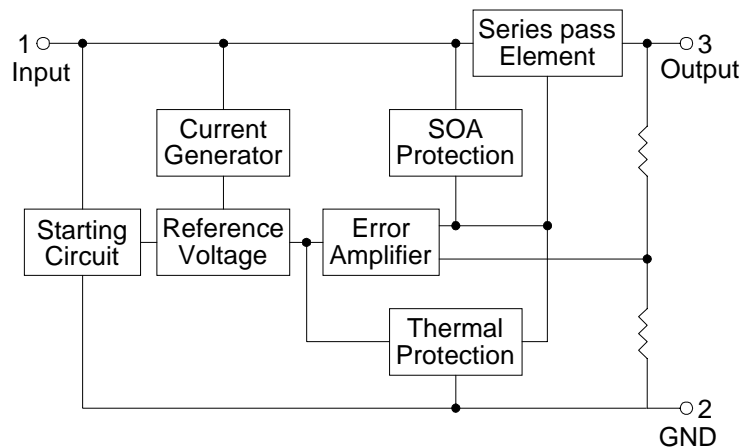 1
Input
Series pass
Element
3
Output
Current
Generator
SOA
Protection
Starting
Circuit
Reference
Voltage
Error
Amplifier
Thermal
Protection
2
GND